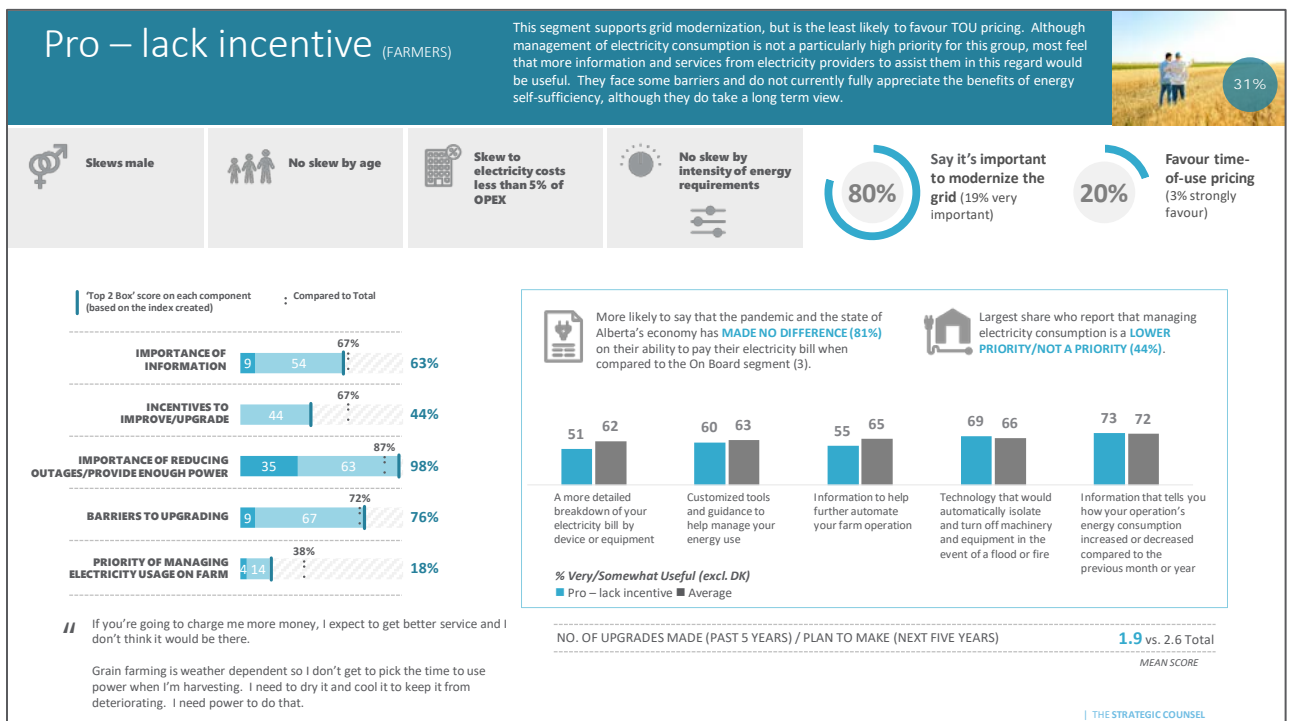 Pro – lack incentive (FARMERS)
This segment supports grid modernization, but is the least likely to favour TOU pricing.  Although
management of electricity consumption is not a particularly high priority for this group, most feel
that more information and services from electricity providers to assist them in this regard would
be useful.  They face some barriers and do not currently fully appreciate the benefits of energy
self-sufficiency, although they do take a long term view.
31%
Skews male
No skew by age
Skew to
electricity costs
less than 5% of
OPEX
No skew by
intensity of energy
requirements
80%
Say it's important
to modernize the
grid (19% very
important)
20%
Favour time-
of-use pricing
(3% strongly
favour)
'Top 2 Box' score on each component
(based on the index created)
Compared to Total
67%
IMPORTANCE OF
INFORMATION
9 54
63%
67%
INCENTIVES TO
IMPROVE/UPGRADE
44
44%
87%
IMPORTANCE OF REDUCING
OUTAGES/PROVIDE ENOUGH POWER
35 63
98%
72%
BARRIERS TO UPGRADING
9 67
76%
38%
PRIORITY OF MANAGING
ELECTRICITY USAGE ON FARM
4 14
18%
More likely to say that the pandemic and the state of
Alberta's economy has MADE NO DIFFERENCE (81%)
on their ability to pay their electricity bill when
compared to the On Board segment (3).
Largest share who report that managing
electricity consumption is a LOWER
PRIORITY/NOT A PRIORITY (44%).
51 62
60 63
55 65
69 66
73 72
A more detailed
breakdown of your
electricity bill by
device or equipment
Customized tools
and guidance to
help manage your
energy use
Information to help
further automate
your farm operation
Technology that would
automatically isolate
and turn off machinery
and equipment in the
event of a flood or fire
Information that tells you
how your operation's
energy consumption
increased or decreased
compared to the
previous month or year
% Very/Somewhat Useful (excl. DK)
Pro – lack incentive Average
" If you're going to charge me more money, I expect to get better service and I
don't think it would be there.
Grain farming is weather dependent so I don't get to pick the time to use
power when I'm harvesting.  I need to dry it and cool it to keep it from
deteriorating.  I need power to do that.
NO. OF UPGRADES MADE (PAST 5 YEARS) / PLAN TO MAKE (NEXT FIVE YEARS)
1.9 vs. 2.6 Total
MEAN SCORE
| THE STRATEGIC COUNSEL